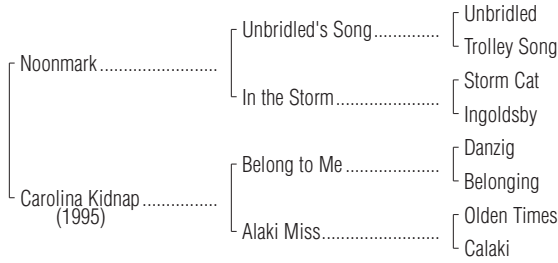 Unbridled
Unbridled's Song..............
Trolley Song
Noonmark.........................
Storm Cat
In the Storm......................
Ingoldsby
Danzig
Belong to Me....................
Belonging
Carolina Kidnap................
(1995)
Olden Times
Alaki Miss.........................
Calaki